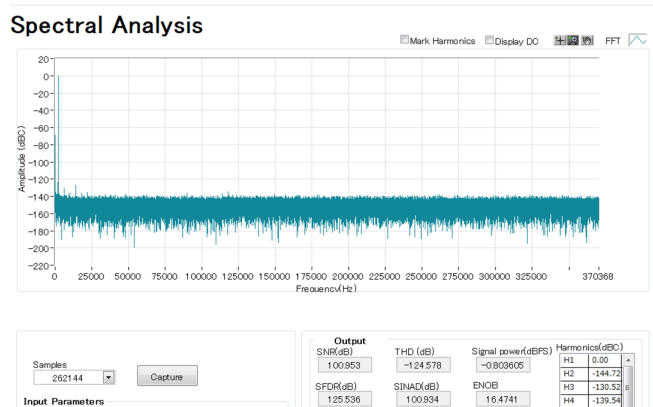 Spectral Analysis
Mark Harmonics Display DC FFT
20
0
-20
-40
-60
-80
-100
-120
-140
-160
-180
-200
-220
Amplitude (dBC)
0 25000 50000 75000 100000 125000 150000 175000 200000 225000 250000 275000 300000 325000 370368
Frequency(Hz)
Samples
262144
Capture
Input Parameters
Output
SNR(dB) THD (dB) Signal power(dBFS) Harmonics(dBC)
100.953 -124.578 -0.803605
SFDR(dB) SINAD(dB) ENOB
125.536 100.934 16.4741
H1 0.00
H2 -144.72
H3 -130.52
H4 -139.54